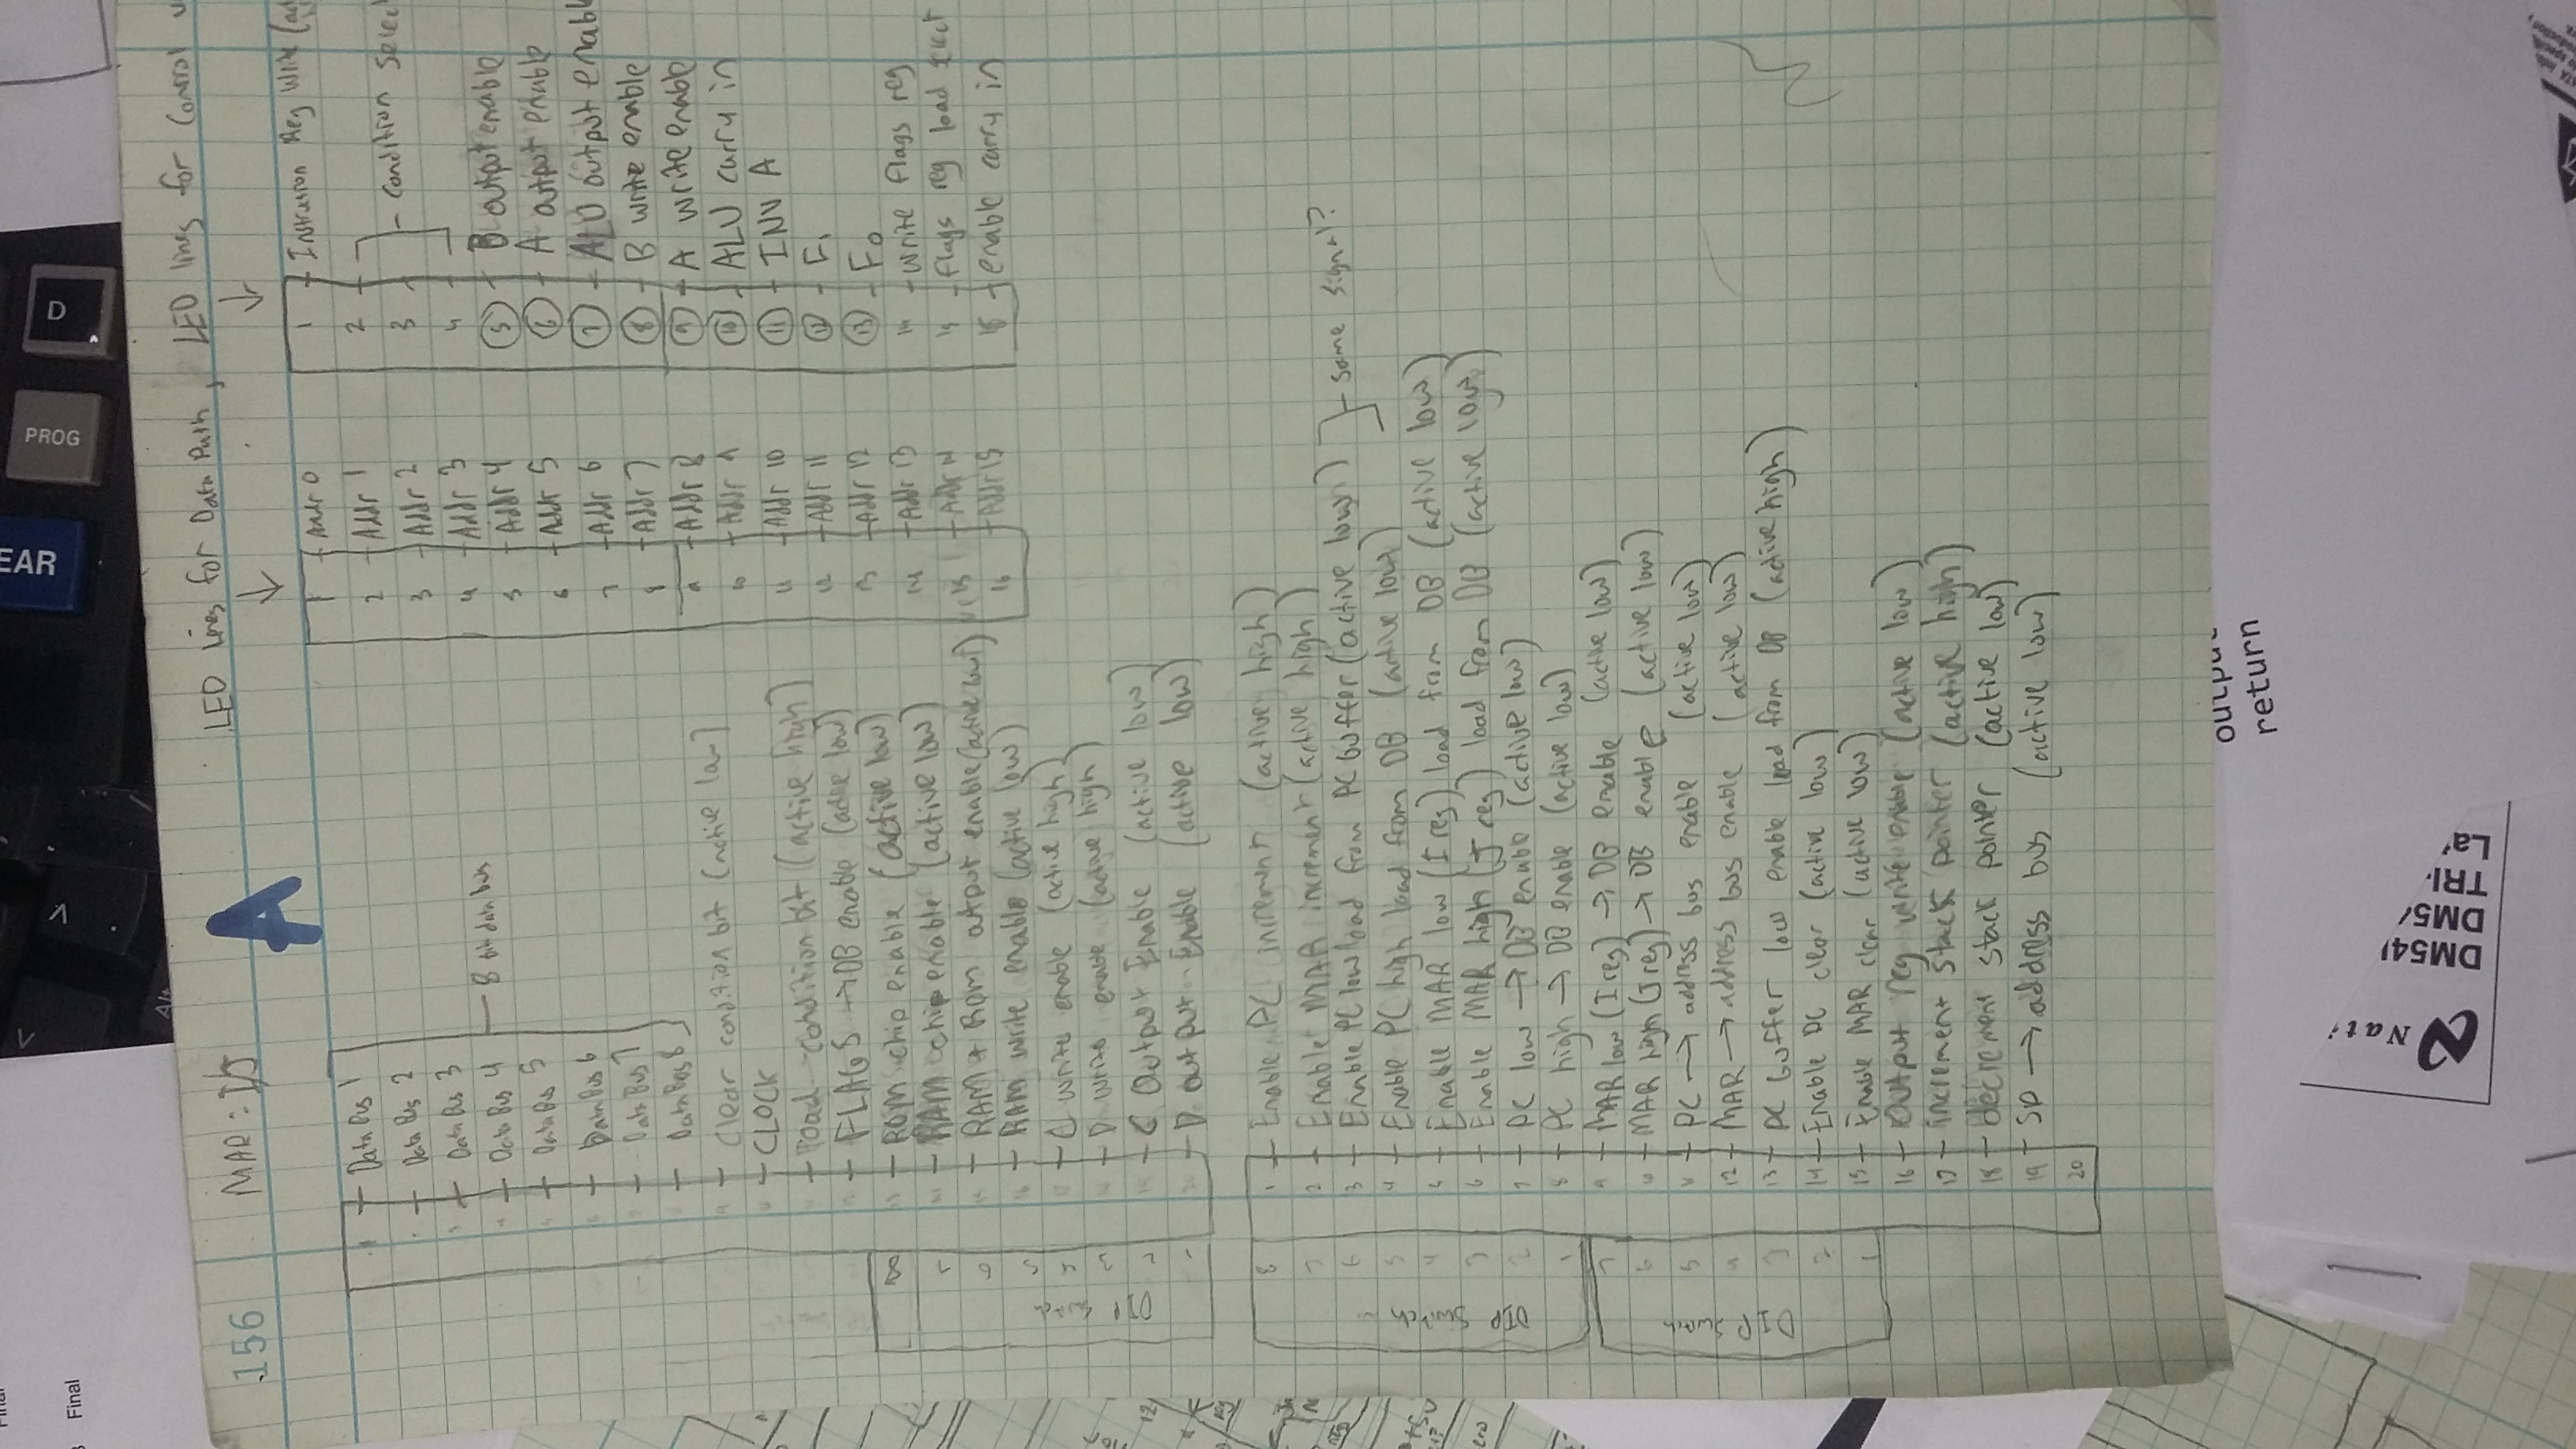 Final
Final
EAR
PROG
D
Alt
156
MAR = I/J
A
LED lines for Data Path, LED lines for Control
1 Data Bus 1
Data Bus 2
Data Bus 3
Data Bus 4
Data Bus 5
Data Bus 6
Data Bus 7
Data Bus 8
8 bit data bus
Clear condition bit (active low)
CLOCK
load condition bit (active high)
FLAGS → DB enable (active low)
ROM chip enable (active low)
RAM chip enable (active low)
RAM + ROM output enable (active low)
RAM write enable (active low)
C write enable (active high)
D write enable (active high)
C Output Enable (active low)
D output Enable (active low)
DIP Switch
8
7
6
5
4
3
2
1
1 Addr 0
2 Addr 1
3 Addr 2
4 Addr 3
5 Addr 4
6 Addr 5
7 Addr 6
8 Addr 7
9 Addr 8
10 Addr 9
11 Addr 10
12 Addr 11
13 Addr 12
14 Addr 13
15 Addr 14
16 Addr 15
1 Instruction Reg Write
2
3
4
condition select
5 B output enable
6 A output enable
7 ALU output enabl
8 B write enable
9 A write enable
10 ALU carry in
11 INV A
12 F1
13 F0
14 write flags reg
15 flags reg load
16 enable carry in
1 Enable PC increment (active high)
2 Enable MAR increment (active high)
3 Enable PC low load from PC buffer (active low)
4 Enable PC high load from DB (active low)
same signal?
5 Enable MAR low (I reg) load from DB (active low)
6 Enable MAR high (J reg) load from DB (active low)
7 PC low → DB enable (active low)
8 PC high → DB enable (active low)
9 MAR low (I reg) → DB enable (active low)
10 MAR high (J reg) → DB enable (active low)
11 PC → address bus enable (active low)
12 MAR → address bus enable (active low)
13 PC buffer low enable load from DB (active high)
14 Enable PC clear (active low)
15 Enable MAR clear (active low)
16 Output reg write enable (active low)
17 increment stack pointer (active high)
18 decrement stack pointer (active low)
19 SP → address bus (active low)
20
DIP Switch
8
7
6
5
4
3
2
1
DIP Switch
7
6
5
4
3
2
1
output
return
Nati
DM54
DM5
TRI-
La